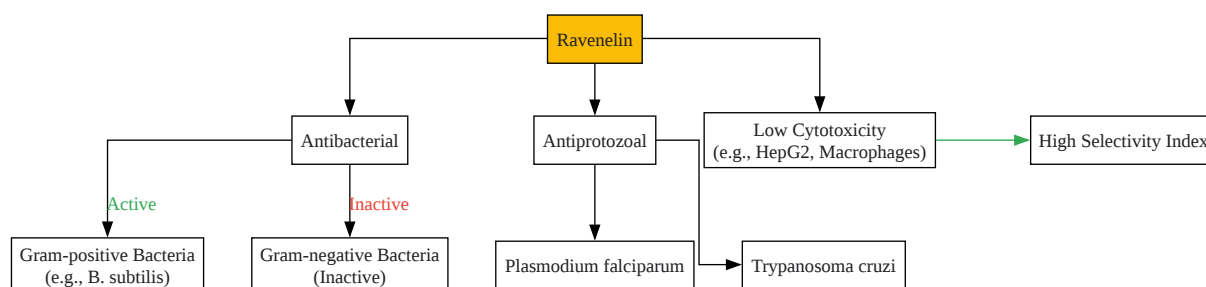 Ravenelin
Antibacterial
Antiprotozoal
Low Cytotoxicity
(e.g., HepG2, Macrophages)
High Selectivity Index
Active
Inactive
Gram-positive Bacteria
(e.g., B. subtilis)
Gram-negative Bacteria
(Inactive)
Plasmodium falciparum
Trypanosoma cruzi